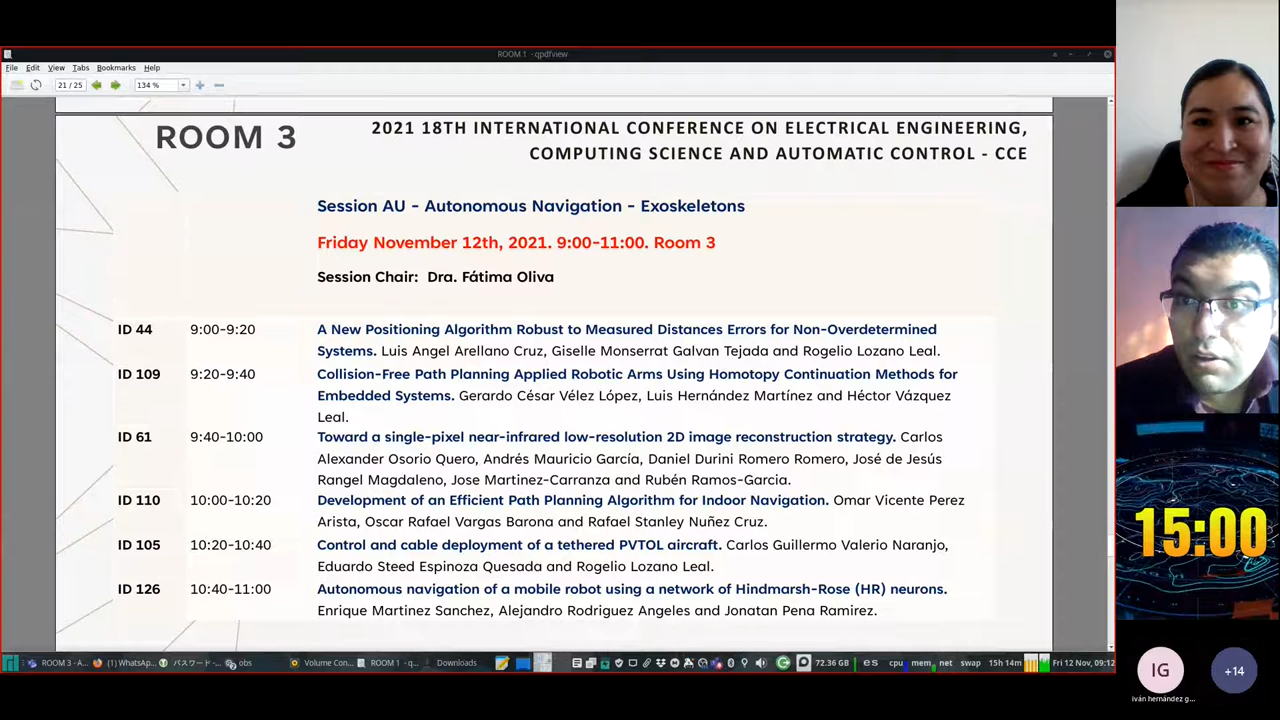 ROOM 1 - qpdfview
File Edit View Tabs Bookmarks Help
21 / 25 134 %
ROOM 3
2021 18TH INTERNATIONAL CONFERENCE ON ELECTRICAL ENGINEERING,
COMPUTING SCIENCE AND AUTOMATIC CONTROL - CCE
Session AU - Autonomous Navigation - Exoskeletons
Friday November 12th, 2021. 9:00-11:00. Room 3
Session Chair: Dra. Fátima Oliva
ID 44 9:00-9:20 A New Positioning Algorithm Robust to Measured Distances Errors for Non-Overdetermined
Systems. Luis Angel Arellano Cruz, Giselle Monserrat Galvan Tejada and Rogelio Lozano Leal.
ID 109 9:20-9:40 Collision-Free Path Planning Applied Robotic Arms Using Homotopy Continuation Methods for
Embedded Systems. Gerardo César Vélez López, Luis Hernández Martínez and Héctor Vázquez
Leal.
ID 61 9:40-10:00 Toward a single-pixel near-infrared low-resolution 2D image reconstruction strategy. Carlos
Alexander Osorio Quero, Andrés Mauricio García, Daniel Durini Romero Romero, José de Jesús
Rangel Magdaleno, Jose Martinez-Carranza and Rubén Ramos-Garcia.
ID 110 10:00-10:20 Development of an Efficient Path Planning Algorithm for Indoor Navigation. Omar Vicente Perez
Arista, Oscar Rafael Vargas Barona and Rafael Stanley Nuñez Cruz.
ID 105 10:20-10:40 Control and cable deployment of a tethered PVTOL aircraft. Carlos Guillermo Valerio Naranjo,
Eduardo Steed Espinoza Quesada and Rogelio Lozano Leal.
ID 126 10:40-11:00 Autonomous navigation of a mobile robot using a network of Hindmarsh-Rose (HR) neurons.
Enrique Martinez Sanchez, Alejandro Rodriguez Angeles and Jonatan Pena Ramirez.
ROOM 3 - A... (1) WhatsAp... パスワード -... obs Volume Con... ROOM 1 - q... Downloads 72.36 GB es cpu mem net swap 15h 14m Fri 12 Nov, 09:12
15:00
IG
+14
iván hernández g...